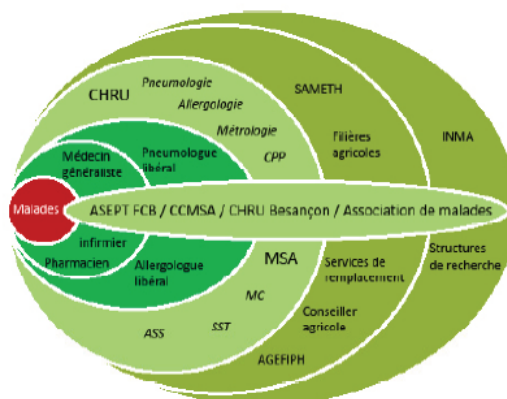 CHRU
Pneumologie
Allergologie
Métrologie
CPP
SAMETH
Filières
agricoles
INMA
Médecin
généraliste
Pneumologue
libéral
Malades
ASEPT FCB / CCMSA / CHRU Besançon / Association de malades
infirmier
Pharmacien
Allergologue
libéral
MSA
MC
SST
ASS
Services de
remplacement
Conseiller
agricole
AGEFIPH
Structures
de recherche